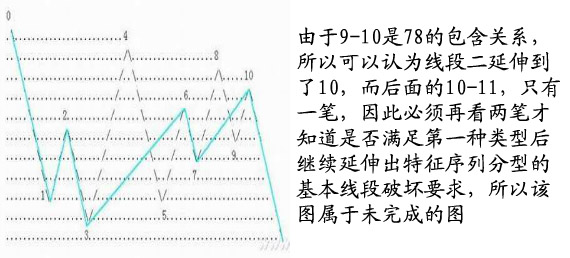 0
4
8
10
6
2
9
7
1
5
3
由于9-10是78的包含关系，
所以可以认为线段二延伸到
了10，而后面的10-11，只有
一笔，因此必须再看两笔才
知道是否满足第一种类型后
继续延伸出特征序列分型的
基本线段破坏要求，所以该
图属于未完成的图